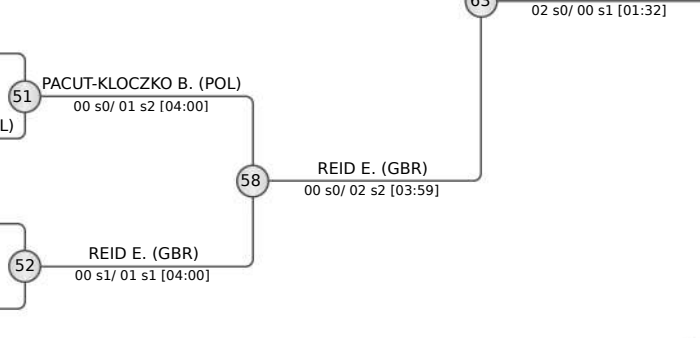 63
02 s0/ 00 s1 [01:32]
PACUT-KLOCZKO B. (POL)
51
00 s0/ 01 s2 [04:00]
L)
REID E. (GBR)
58
00 s0/ 02 s2 [03:59]
REID E. (GBR)
52
00 s1/ 01 s1 [04:00]